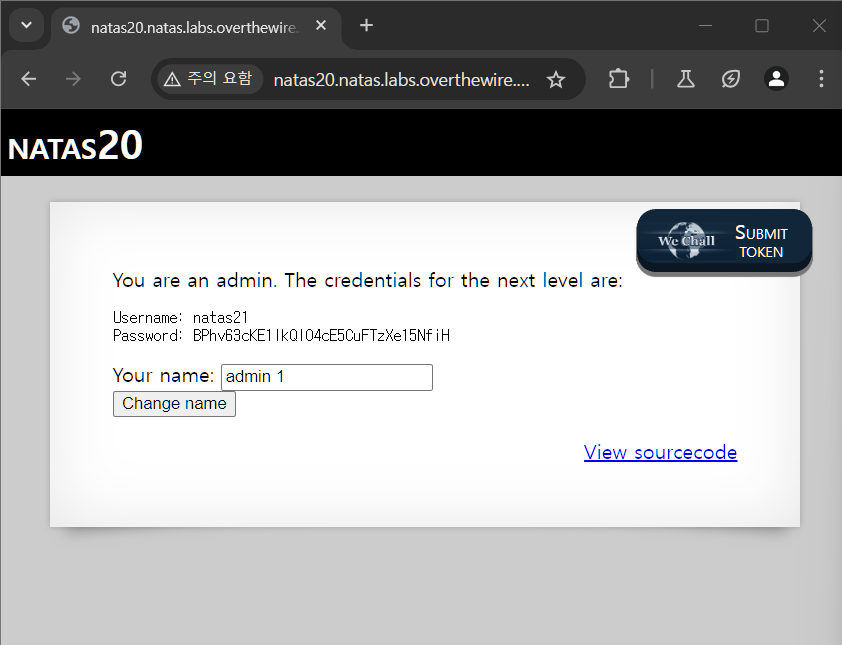 natas20.natas.labs.overthewire.
주의 요함
natas20.natas.labs.overthewire....
NATAS20
We Chall
SUBMIT
TOKEN
You are an admin. The credentials for the next level are:
Username: natas21
Password: BPhv63cKE1lkQl04cE5CuFTzXe15NfiH
Your name: admin 1
Change name
View sourcecode